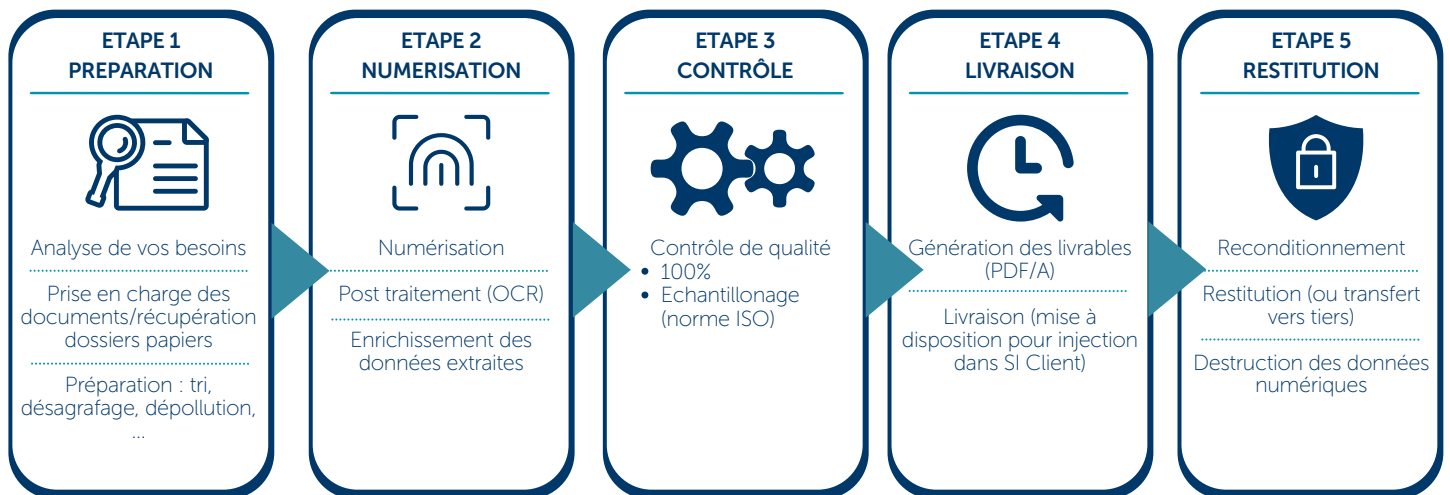 ETAPE 1
PREPARATION
Analyse de vos besoins
Prise en charge des
documents/récupération
dossiers papiers
Préparation : tri,
désagrafage, dépollution,
...
ETAPE 2
NUMERISATION
Numérisation
Post traitement (OCR)
Enrichissement des
données extraites
ETAPE 3
CONTRÔLE
Contrôle de qualité
• 100%
• Echantillonage
(norme ISO)
ETAPE 4
LIVRAISON
Génération des livrables
(PDF/A)
Livraison (mise à
disposition pour injection
dans SI Client)
ETAPE 5
RESTITUTION
Reconditionnement
Restitution (ou transfert
vers tiers)
Destruction des données
numériques